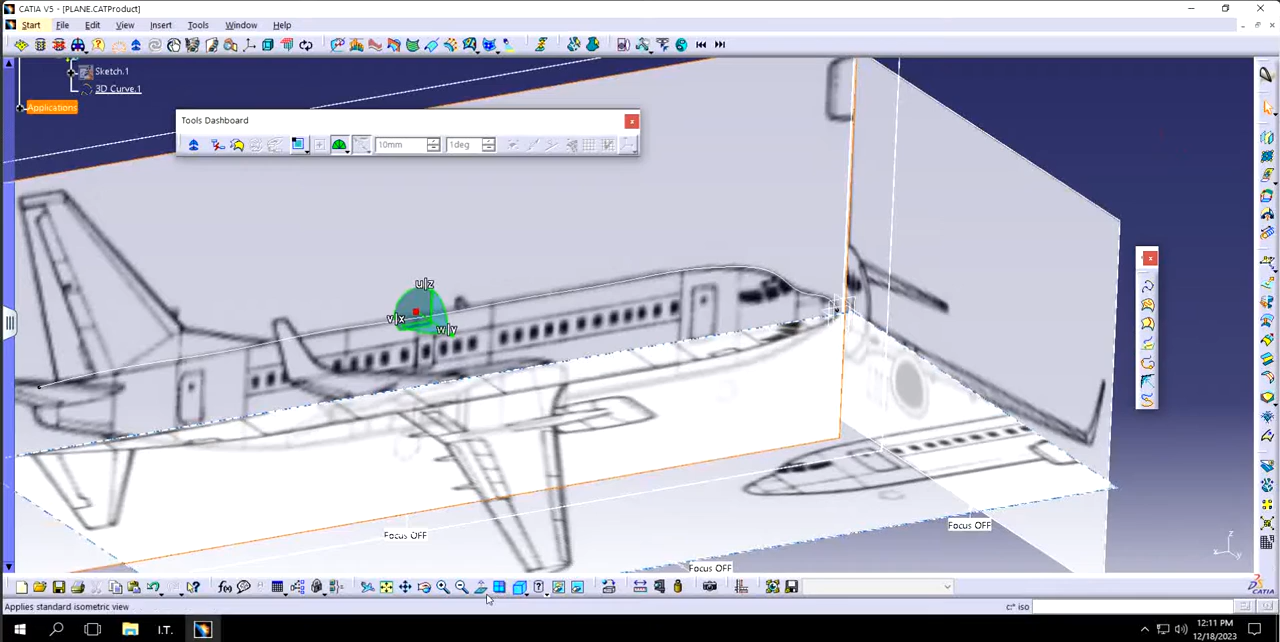 CATIA V5 - [PLANE.CATProduct]
Start File Edit View Insert Tools Window Help
Sketch.1
3D Curve.1
Applications
Tools Dashboard
10mm 1deg
u|z
v|x
w|y
Focus OFF
Focus OFF
Focus OFF
z
x y
f(x)
CATIA
Applies standard isometric view
c° iso
I.T.
12:11 PM
12/18/2023